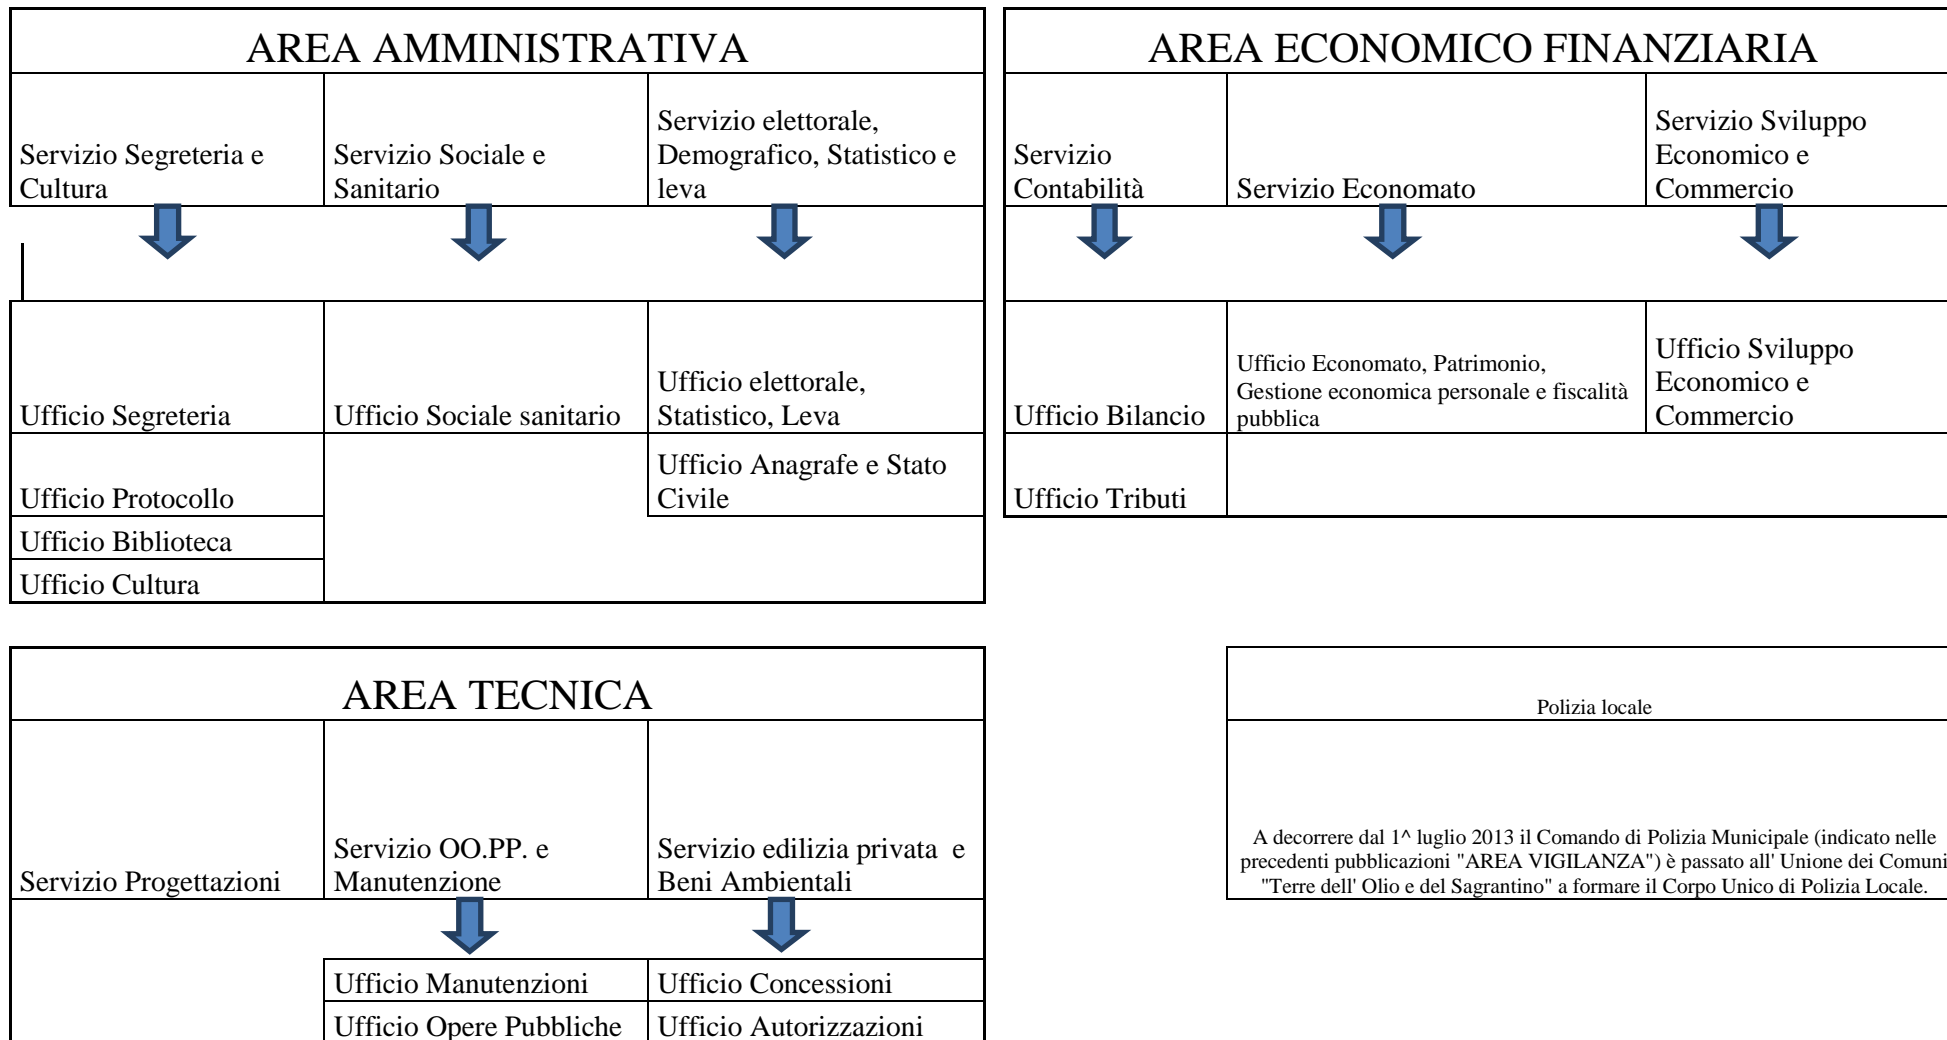 AREA AMMINISTRATIVA
Servizio Segreteria e
Cultura
Servizio Sociale e
Sanitario
Servizio elettorale,
Demografico, Statistico e
leva
Ufficio Segreteria
Ufficio Sociale sanitario
Ufficio elettorale,
Statistico, Leva
Ufficio Protocollo
Ufficio Anagrafe e Stato
Civile
Ufficio Biblioteca
Ufficio Cultura
AREA ECONOMICO FINANZIARIA
Servizio
Contabilità
Servizio Economato
Servizio Sviluppo
Economico e
Commercio
Ufficio Bilancio
Ufficio Economato, Patrimonio,
Gestione economica personale e fiscalità
pubblica
Ufficio Sviluppo
Economico e
Commercio
Ufficio Tributi
AREA TECNICA
Servizio Progettazioni
Servizio OO.PP. e
Manutenzione
Servizio edilizia privata e
Beni Ambientali
Ufficio Manutenzioni
Ufficio Concessioni
Ufficio Opere Pubbliche
Ufficio Autorizzazioni
Polizia locale
A decorrere dal 1^ luglio 2013 il Comando di Polizia Municipale (indicato nelle
precedenti pubblicazioni "AREA VIGILANZA") è passato all' Unione dei Comuni
"Terre dell' Olio e del Sagrantino" a formare il Corpo Unico di Polizia Locale.